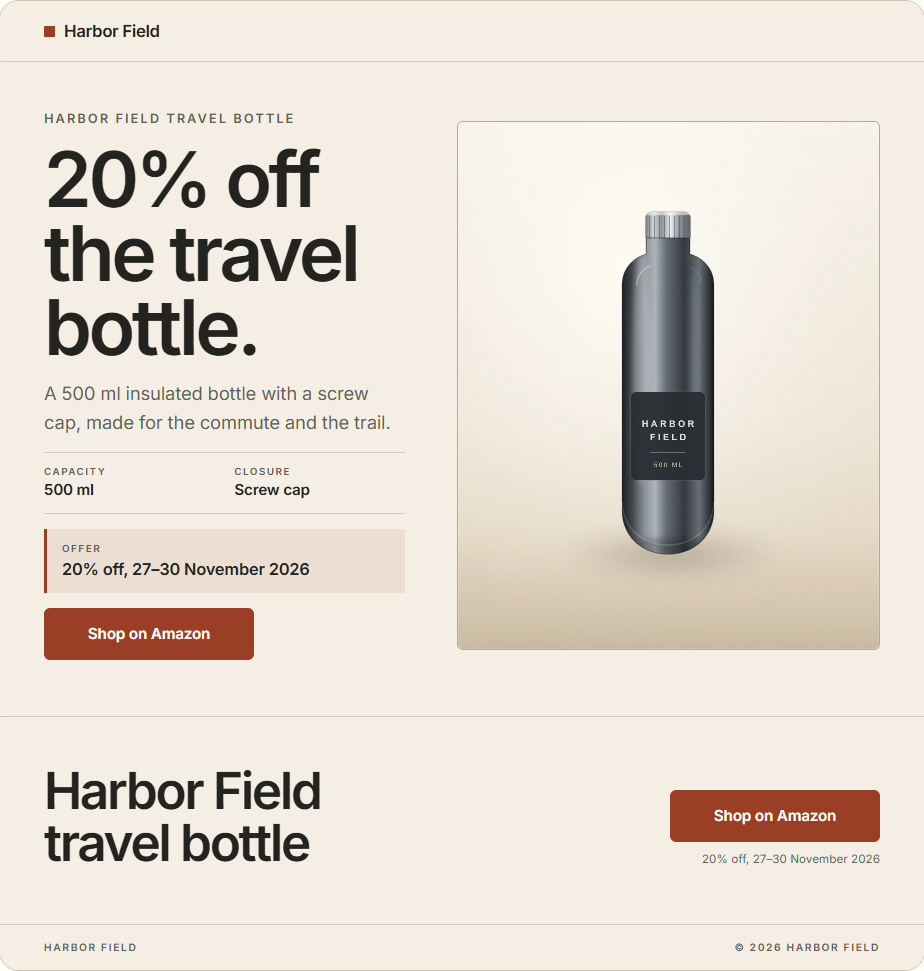 Harbor Field
HARBOR FIELD TRAVEL BOTTLE
20% off
the travel
bottle.
A 500 ml insulated bottle with a screw
cap, made for the commute and the trail.
CAPACITY
500 ml
CLOSURE
Screw cap
OFFER
20% off, 27–30 November 2026
Shop on Amazon
HARBOR
FIELD
500 ML
Harbor Field
travel bottle
Shop on Amazon
20% off, 27–30 November 2026
HARBOR FIELD
© 2026 HARBOR FIELD